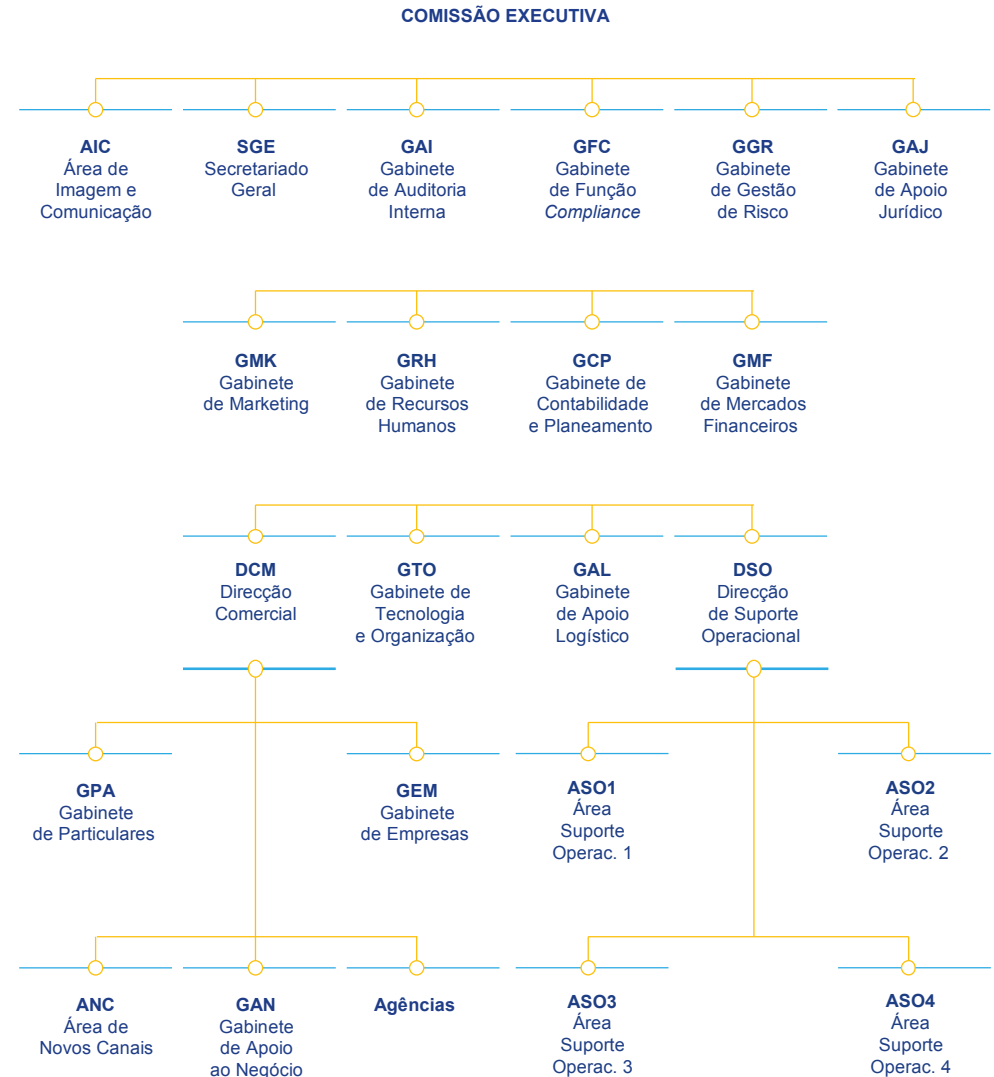 COMISSÃO EXECUTIVA
AIC
Área de
Imagem e
Comunicação
SGE
Secretariado
Geral
GAI
Gabinete
de Auditoria
Interna
GFC
Gabinete
de Função
Compliance
GGR
Gabinete
de Gestão
de Risco
GAJ
Gabinete
de Apoio
Jurídico
GMK
Gabinete
de Marketing
GRH
Gabinete
de Recursos
Humanos
GCP
Gabinete de
Contabilidade
e Planeamento
GMF
Gabinete
de Mercados
Financeiros
DCM
Direcção
Comercial
GTO
Gabinete de
Tecnologia
e Organização
GAL
Gabinete
de Apoio
Logístico
DSO
Direcção
de Suporte
Operacional
GPA
Gabinete
de Particulares
GEM
Gabinete
de Empresas
ASO1
Área
Suporte
Operac. 1
ASO2
Área
Suporte
Operac. 2
ANC
Área de
Novos Canais
GAN
Gabinete
de Apoio
ao Negócio
Agências
ASO3
Área
Suporte
Operac. 3
ASO4
Área
Suporte
Operac. 4